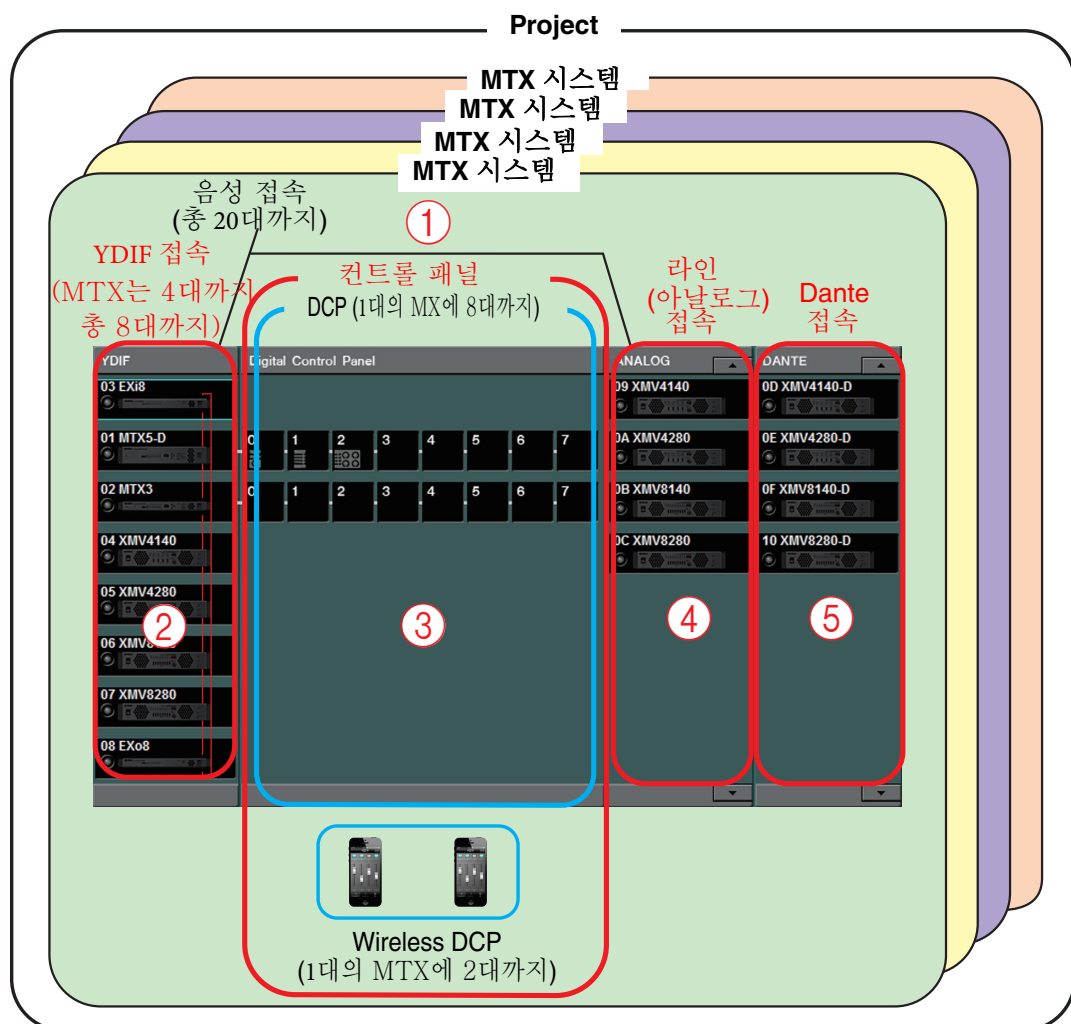 Project
MTX 시스템
MTX 시스템
MTX 시스템
MTX 시스템
음성 접속
(총 20대까지)
①
YDIF 접속
(MTX는 4대까지
총 8대까지)
컨트롤 패널
DCP (1대의 MX에 8대까지)
라인
(아날로그)
접속
Dante
접속
YDIF
Digital Control Panel
ANALOG
DANTE
03 EXi8
01 MTX5-D
02 MTX3
04 XMV4140
05 XMV4280
07 XMV8280
08 EXo8
0 1 2 3 4 5 6 7
0 1 2 3 4 5 6 7
09 XMV4140
0A XMV4280
0B XMV8140
0C XMV8280
0D XMV4140-D
0E XMV4280-D
0F XMV8140-D
10 XMV8280-D
②
③
④
⑤
Wireless DCP
(1대의 MTX에 2대까지)